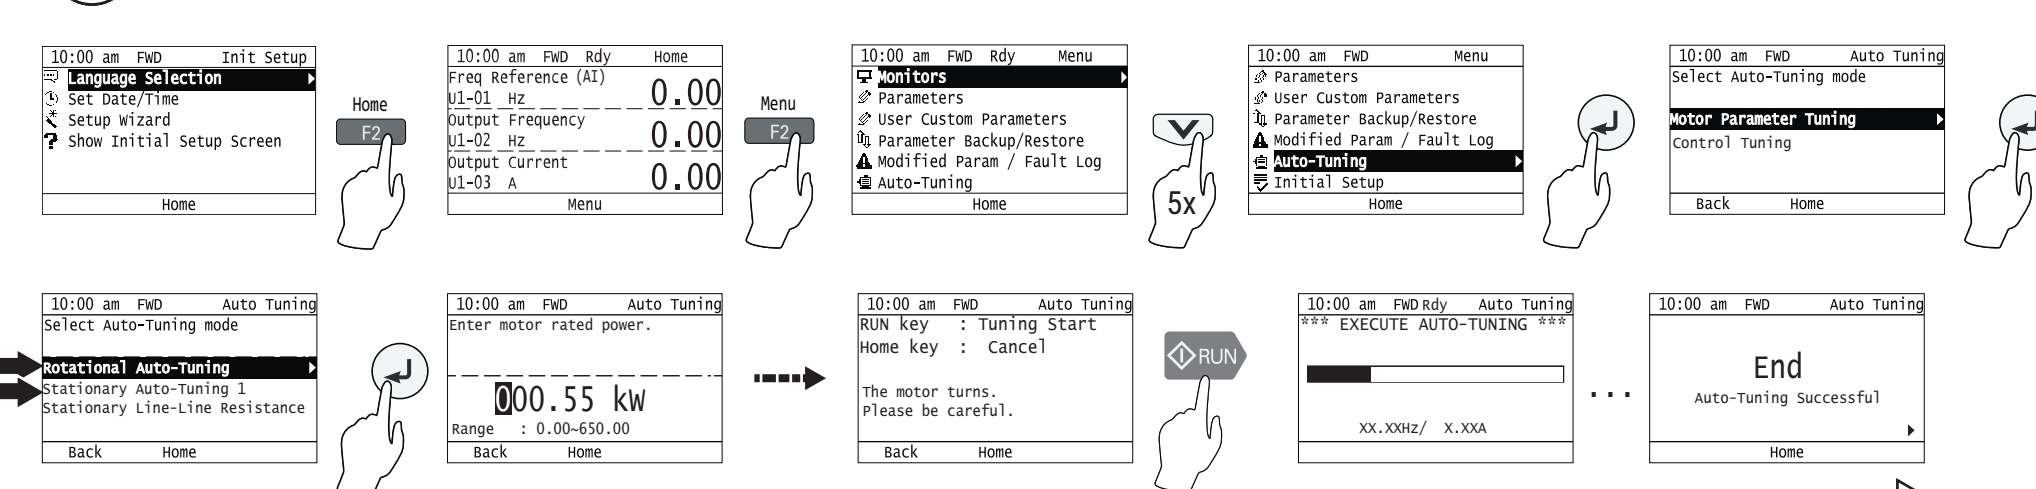 10:00 am FWD Init Setup
Language Selection
Set Date/Time
Setup Wizard
Show Initial Setup Screen
Home
Home
F2
10:00 am FWD Rdy Home
Freq Reference (AI)
U1-01 Hz 0.00
Output Frequency
U1-02 Hz 0.00
Output Current
U1-03 A 0.00
Menu
Menu
F2
10:00 am FWD Rdy Menu
Monitors
Parameters
User Custom Parameters
Parameter Backup/Restore
Modified Param / Fault Log
Auto-Tuning
Home
5x
10:00 am FWD Menu
Parameters
User Custom Parameters
Parameter Backup/Restore
Modified Param / Fault Log
Auto-Tuning
Initial Setup
Home
10:00 am FWD Auto Tuning
Select Auto-Tuning mode
Motor Parameter Tuning
Control Tuning
Back Home
10:00 am FWD Auto Tuning
Select Auto-Tuning mode
Rotational Auto-Tuning
Stationary Auto-Tuning 1
Stationary Line-Line Resistance
Back Home
10:00 am FWD Auto Tuning
Enter motor rated power.
000.55 kW
Range : 0.00~650.00
Back Home
10:00 am FWD Auto Tuning
RUN key : Tuning Start
Home key : Cancel
The motor turns.
Please be careful.
Back Home
RUN
10:00 am FWD Rdy Auto Tuning
*** EXECUTE AUTO-TUNING ***
XX.XXHz/ X.XXA
...
10:00 am FWD Auto Tuning
End
Auto-Tuning Successful
Home